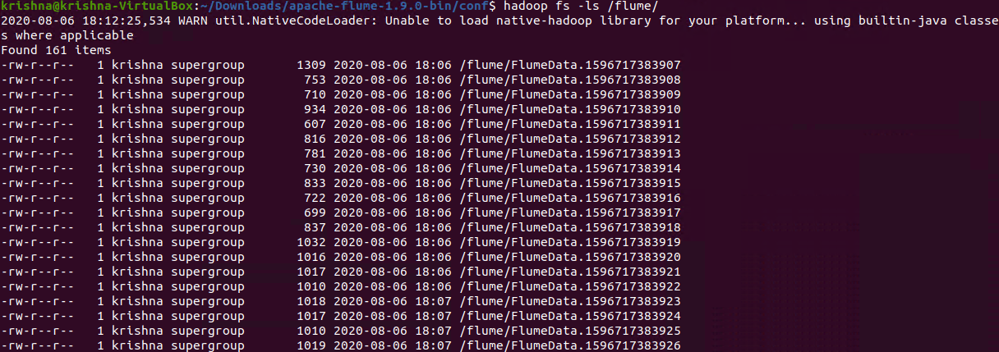 krishna@krishna-VirtualBox:~/Downloads/apache-flume-1.9.0-bin/conf$ hadoop fs -ls /flume/
2020-08-06 18:12:25,534 WARN util.NativeCodeLoader: Unable to load native-hadoop library for your platform... using builtin-java classe
s where applicable
Found 161 items
-rw-r--r--   1 krishna supergroup       1309 2020-08-06 18:06 /flume/FlumeData.1596717383907
-rw-r--r--   1 krishna supergroup        753 2020-08-06 18:06 /flume/FlumeData.1596717383908
-rw-r--r--   1 krishna supergroup        710 2020-08-06 18:06 /flume/FlumeData.1596717383909
-rw-r--r--   1 krishna supergroup        934 2020-08-06 18:06 /flume/FlumeData.1596717383910
-rw-r--r--   1 krishna supergroup        607 2020-08-06 18:06 /flume/FlumeData.1596717383911
-rw-r--r--   1 krishna supergroup        816 2020-08-06 18:06 /flume/FlumeData.1596717383912
-rw-r--r--   1 krishna supergroup        781 2020-08-06 18:06 /flume/FlumeData.1596717383913
-rw-r--r--   1 krishna supergroup        730 2020-08-06 18:06 /flume/FlumeData.1596717383914
-rw-r--r--   1 krishna supergroup        833 2020-08-06 18:06 /flume/FlumeData.1596717383915
-rw-r--r--   1 krishna supergroup        722 2020-08-06 18:06 /flume/FlumeData.1596717383916
-rw-r--r--   1 krishna supergroup        699 2020-08-06 18:06 /flume/FlumeData.1596717383917
-rw-r--r--   1 krishna supergroup        837 2020-08-06 18:06 /flume/FlumeData.1596717383918
-rw-r--r--   1 krishna supergroup       1032 2020-08-06 18:06 /flume/FlumeData.1596717383919
-rw-r--r--   1 krishna supergroup       1016 2020-08-06 18:06 /flume/FlumeData.1596717383920
-rw-r--r--   1 krishna supergroup       1017 2020-08-06 18:06 /flume/FlumeData.1596717383921
-rw-r--r--   1 krishna supergroup       1010 2020-08-06 18:06 /flume/FlumeData.1596717383922
-rw-r--r--   1 krishna supergroup       1018 2020-08-06 18:07 /flume/FlumeData.1596717383923
-rw-r--r--   1 krishna supergroup       1017 2020-08-06 18:07 /flume/FlumeData.1596717383924
-rw-r--r--   1 krishna supergroup       1010 2020-08-06 18:07 /flume/FlumeData.1596717383925
-rw-r--r--   1 krishna supergroup       1019 2020-08-06 18:07 /flume/FlumeData.1596717383926